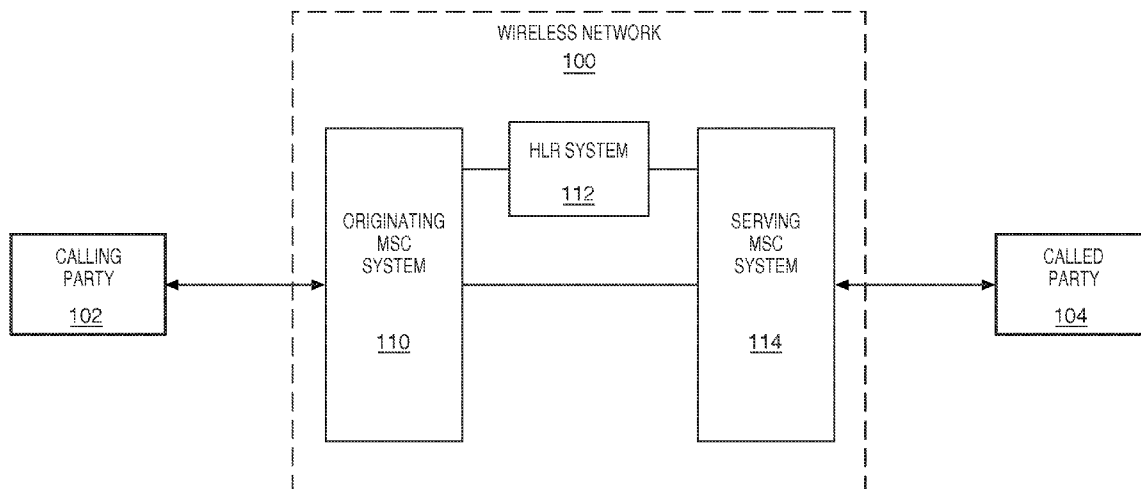 WIRELESS NETWORK
100
HLR SYSTEM
112
ORIGINATING
MSC
SYSTEM
110
SERVING
MSC
SYSTEM
114
CALLING
PARTY
102
CALLED
PARTY
104